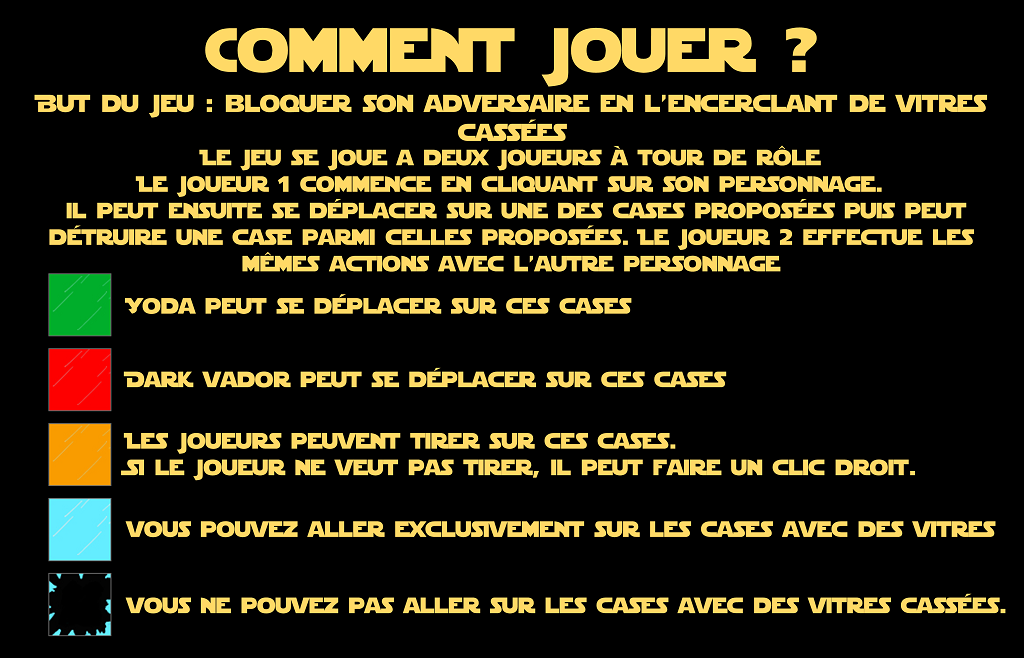 COMMENT JOUER ?
BUT DU JEU : BLOQUER SON ADVERSAIRE EN L'ENCERCLANT DE VITRES
CASSÉES
LE JEU SE JOUE A DEUX JOUEURS À TOUR DE RÔLE
LE JOUEUR 1 COMMENCE EN CLIQUANT SUR SON PERSONNAGE.
IL PEUT ENSUITE SE DÉPLACER SUR UNE DES CASES PROPOSÉES PUIS PEUT
DÉTRUIRE UNE CASE PARMI CELLES PROPOSÉES. LE JOUEUR 2 EFFECTUE LES
MÊMES ACTIONS AVEC L'AUTRE PERSONNAGE
YODA PEUT SE DÉPLACER SUR CES CASES
DARK VADOR PEUT SE DÉPLACER SUR CES CASES
LES JOUEURS PEUVENT TIRER SUR CES CASES.
SI LE JOUEUR NE VEUT PAS TIRER, IL PEUT FAIRE UN CLIC DROIT.
VOUS POUVEZ ALLER EXCLUSIVEMENT SUR LES CASES AVEC DES VITRES
VOUS NE POUVEZ PAS ALLER SUR LES CASES AVEC DES VITRES CASSÉES.